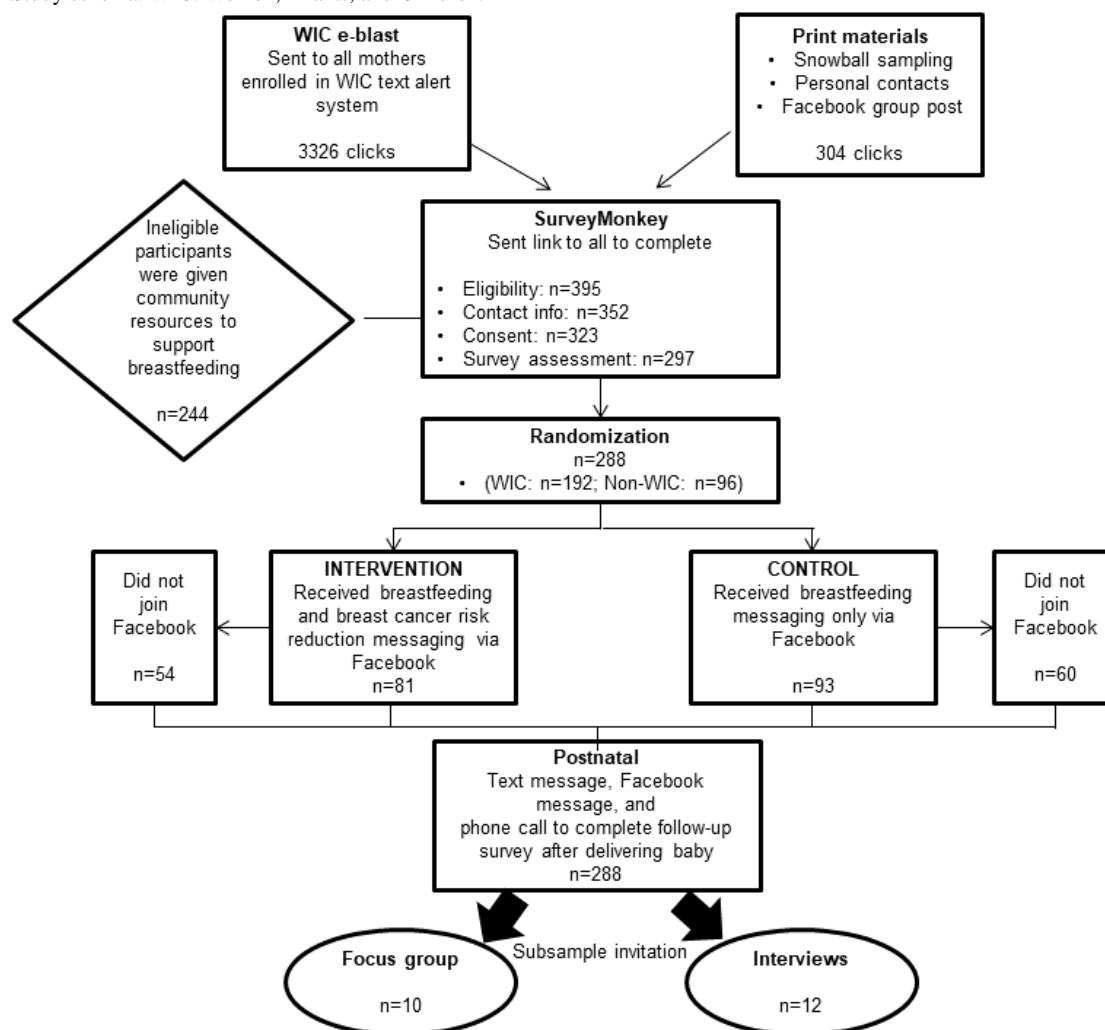 WIC e-blast
Sent to all mothers
enrolled in WIC text alert
system
3326 clicks
Print materials
• Snowball sampling
• Personal contacts
• Facebook group post
304 clicks
Ineligible
participants
were given
community
resources to
support
breastfeeding
n=244
SurveyMonkey
Sent link to all to complete
• Eligibility: n=395
• Contact info: n=352
• Consent: n=323
• Survey assessment: n=297
Randomization
n=288
• (WIC: n=192; Non-WIC: n=96)
Did not
join
Facebook
n=54
INTERVENTION
Received breastfeeding
and breast cancer risk
reduction messaging via
Facebook
n=81
CONTROL
Received breastfeeding
messaging only via
Facebook
n=93
Did not
join
Facebook
n=60
Postnatal
Text message, Facebook
message, and
phone call to complete follow-up
survey after delivering baby
n=288
Subsample invitation
Focus group
n=10
Interviews
n=12